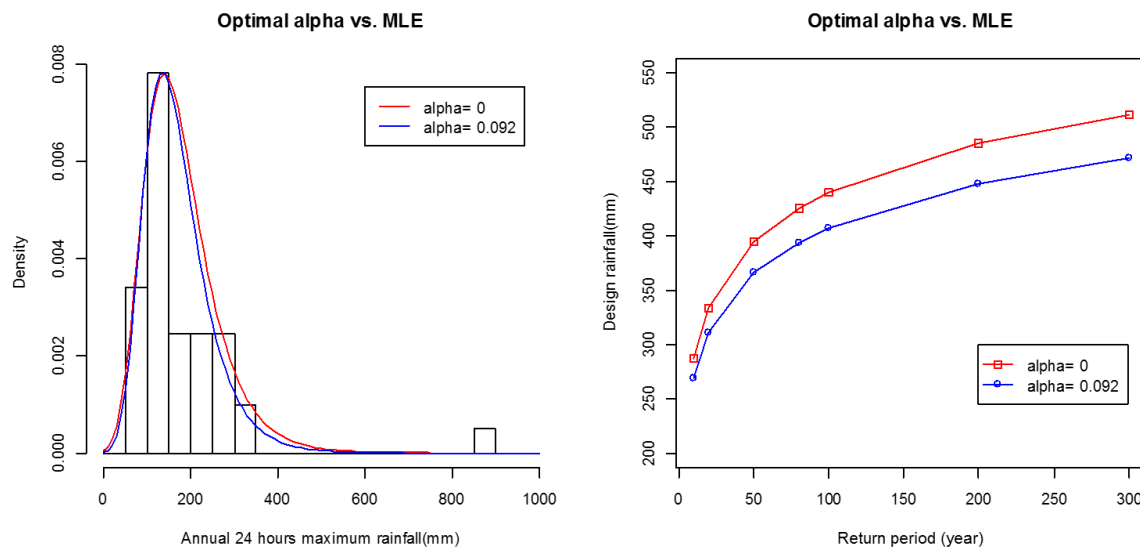 Optimal alpha vs. MLE
Density
0.000
0.002
0.004
0.006
0.008
alpha= 0
alpha= 0.092
0
200
400
600
800
1000
Annual 24 hours maximum rainfall(mm)
Optimal alpha vs. MLE
Design rainfall(mm)
200
250
300
350
400
450
500
550
alpha= 0
alpha= 0.092
0
50
100
150
200
250
300
Return period (year)